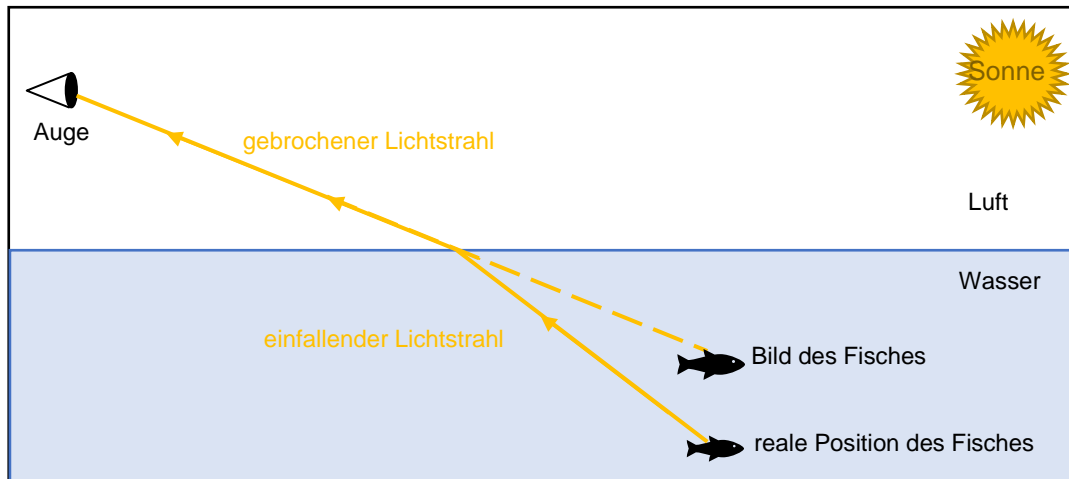 Sonne
Auge
gebrochener Lichtstrahl
Luft
Wasser
einfallender Lichtstrahl
Bild des Fisches
reale Position des Fisches